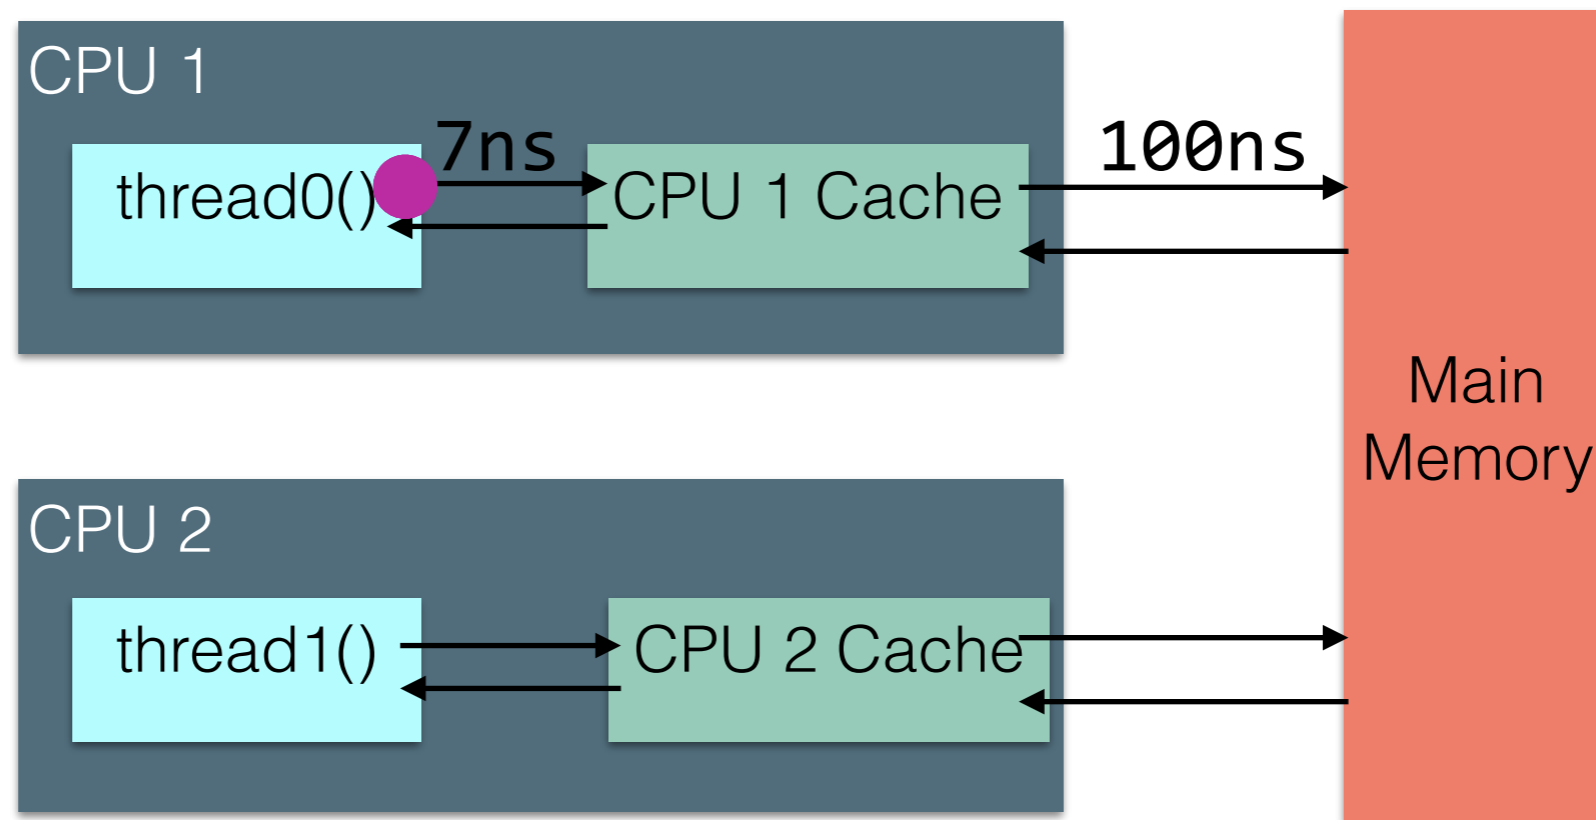 CPU 1
7ns
100ns
thread0()
CPU 1 Cache
Main
Memory
CPU 2
thread1()
CPU 2 Cache